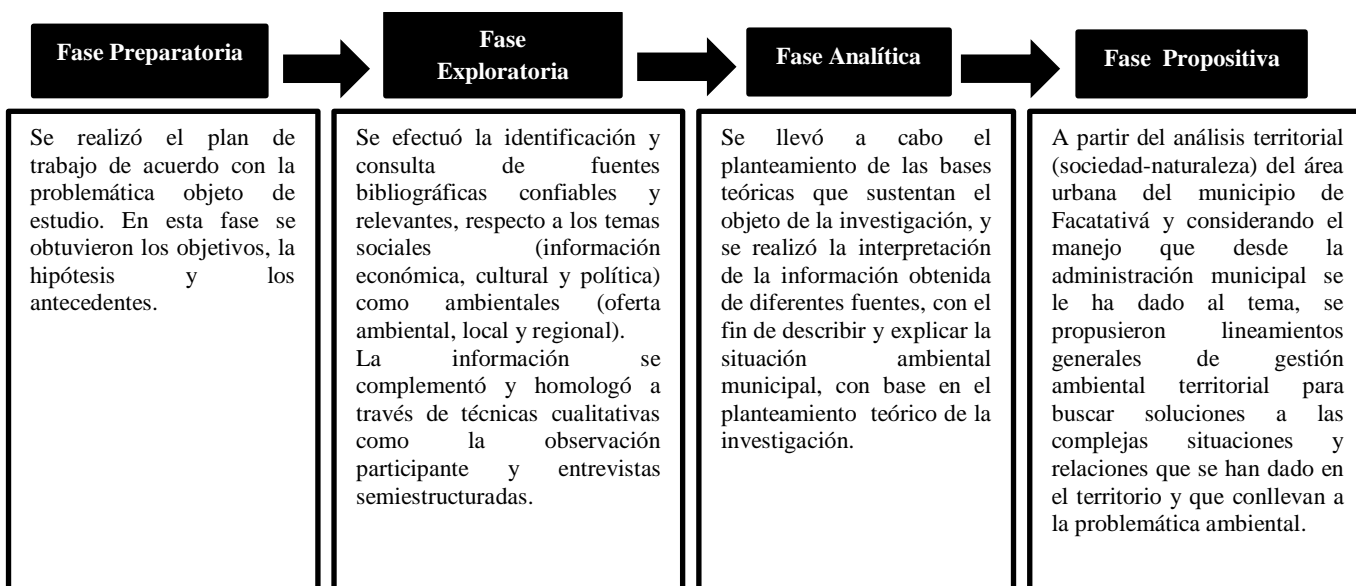 Fase Preparatoria
Fase
Exploratoria
Fase Analítica
Fase Propositiva
Se realizó el plan de
trabajo de acuerdo con la
problemática objeto de
estudio. En esta fase se
obtuvieron los objetivos, la
hipótesis y los
antecedentes.
Se efectuó la identificación y
consulta de fuentes
bibliográficas confiables y
relevantes, respecto a los temas
sociales (información
económica, cultural y política)
como ambientales (oferta
ambiental, local y regional).
La información se
complementó y homologó a
través de técnicas cualitativas
como la observación
participante y entrevistas
semiestructuradas.
Se llevó a cabo el
planteamiento de las bases
teóricas que sustentan el
objeto de la investigación, y
se realizó la interpretación
de la información obtenida
de diferentes fuentes, con el
fin de describir y explicar la
situación ambiental
municipal, con base en el
planteamiento teórico de la
investigación.
A partir del análisis territorial
(sociedad-naturaleza) del área
urbana del municipio de
Facatativá y considerando el
manejo que desde la
administración municipal se
le ha dado al tema, se
propusieron lineamientos
generales de gestión
ambiental territorial para
buscar soluciones a las
complejas situaciones y
relaciones que se han dado en
el territorio y que conllevan a
la problemática ambiental.